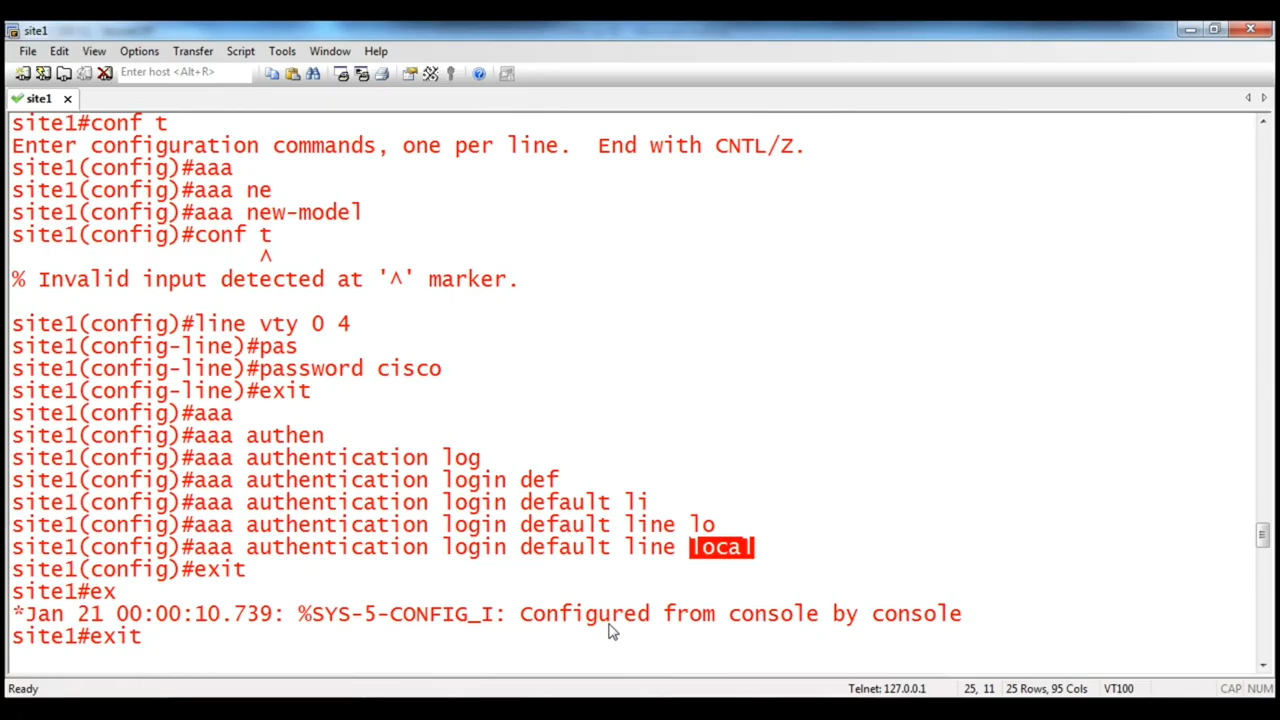 site1
File Edit View Options Transfer Script Tools Window Help
Enter host <Alt+R>
site1
site1#conf t
Enter configuration commands, one per line. End with CNTL/Z.
site1(config)#aaa
site1(config)#aaa ne
site1(config)#aaa new-model
site1(config)#conf t
^
% Invalid input detected at '^' marker.
site1(config)#line vty 0 4
site1(config-line)#pas
site1(config-line)#password cisco
site1(config-line)#exit
site1(config)#aaa
site1(config)#aaa authen
site1(config)#aaa authentication log
site1(config)#aaa authentication login def
site1(config)#aaa authentication login default li
site1(config)#aaa authentication login default line lo
site1(config)#aaa authentication login default line local
site1(config)#exit
site1#ex
*Jan 21 00:00:10.739: %SYS-5-CONFIG_I: Configured from console by console
site1#exit
Ready Telnet: 127.0.0.1 25, 11 25 Rows, 95 Cols VT100 CAP NUM